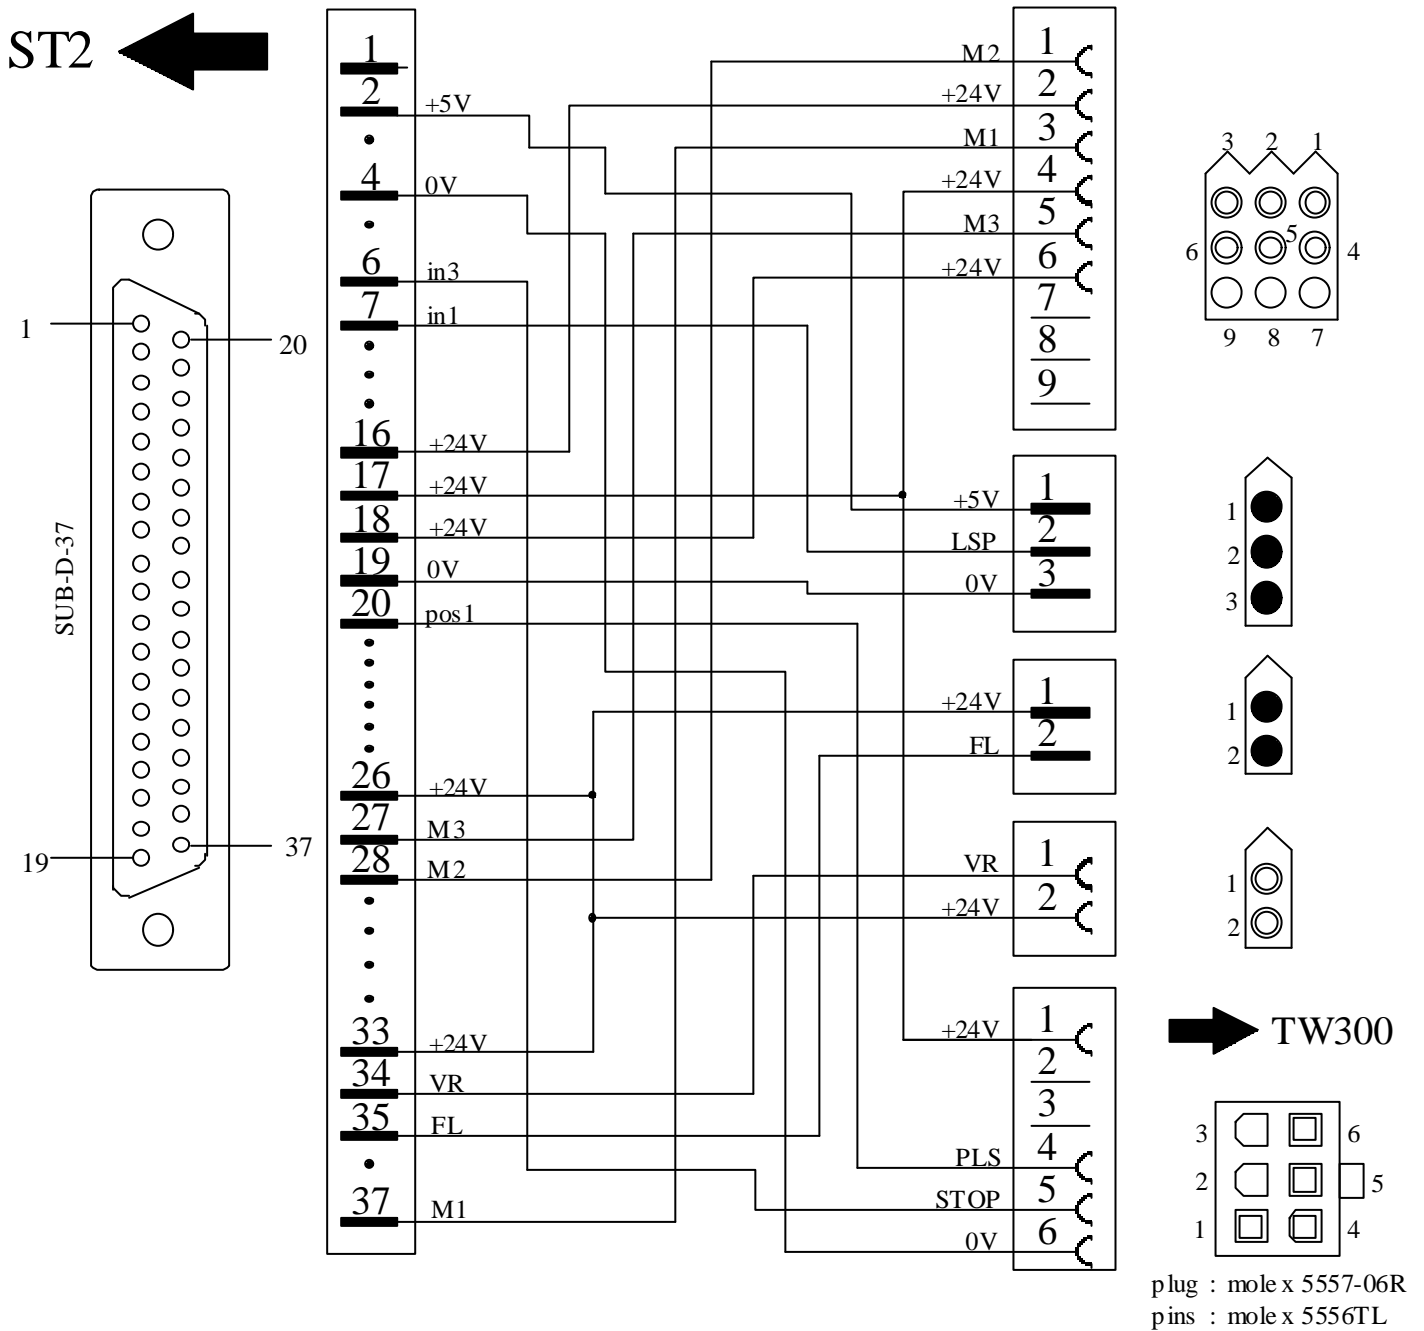 ST2
1
20
SUB-D-37
19
37
1
2 +5V
4 0V
6 in3
7 in1
16 +24V
17 +24V
18 +24V
19 0V
20 pos1
26 +24V
27 M3
28 M2
33 +24V
34 VR
35 FL
37 M1
M2 1
+24V 2
M1 3
+24V 4
M3 5
+24V 6
7
8
9
3 2 1
6 5 4
9 8 7
+5V 1
LSP 2
0V 3
1
2
3
+24V 1
FL 2
1
2
VR 1
+24V 2
1
2
+24V 1
2
3
PLS 4
STOP 5
0V 6
TW300
3 6
2 5
1 4
plug : molex 5557-06R
pins : molex 5556TL